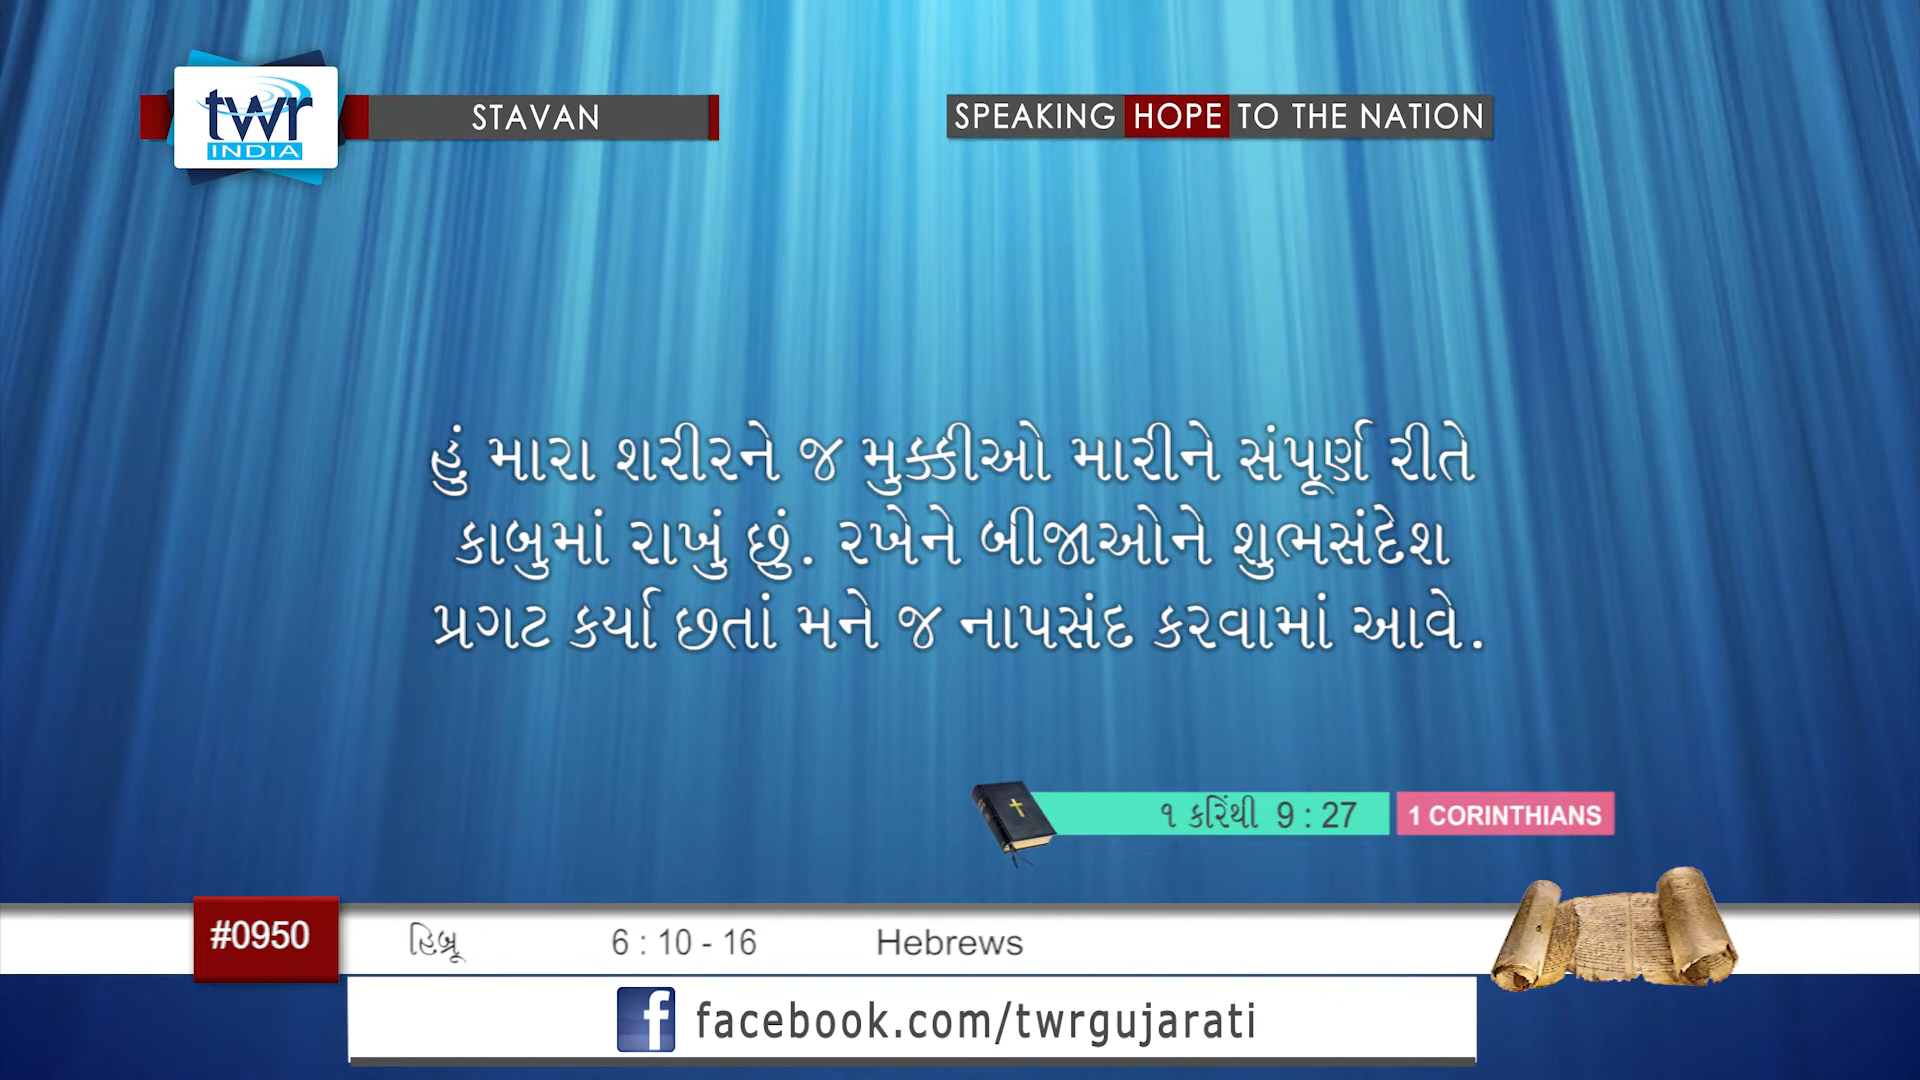 twr
INDIA
STAVAN
SPEAKING HOPE TO THE NATION
હું મારા શરીરને જ મુક્કીઓ મારીને સંપૂર્ણ રીતે
કાબુમાં રાખું છું. રખેને બીજાઓને શુભસંદેશ
પ્રગટ કર્યા છતાં મને જ નાપસંદ કરવામાં આવે.
૧ કરિંથી 9 : 27
1 CORINTHIANS
#0950
હિબ્રૂ 6 : 10 - 16 Hebrews
facebook.com/twrgujarati